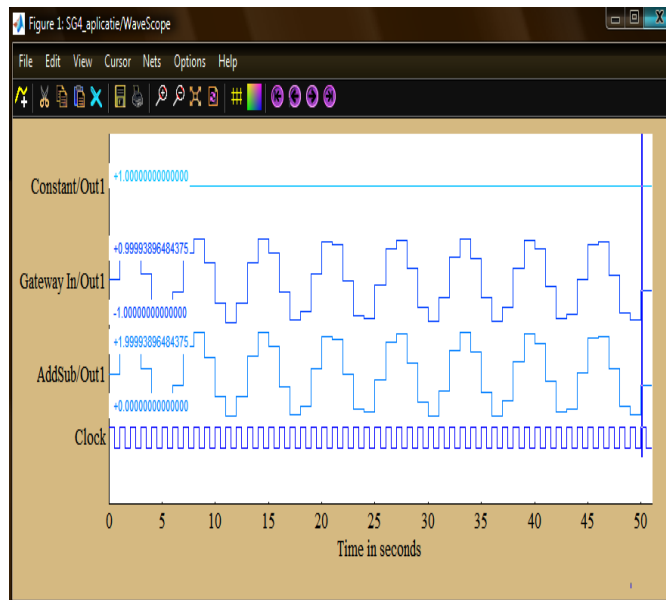 Figure 1: SG4_aplicatie/WaveScope
File Edit View Cursor Nets Options Help
Constant/Out1
+1.00000000000000
+0.99993896484375
Gateway In/Out1
-1.00000000000000
+1.99993896484375
AddSub/Out1
+0.00000000000000
Clock
0 5 10 15 20 25 30 35 40 45 50
Time in seconds